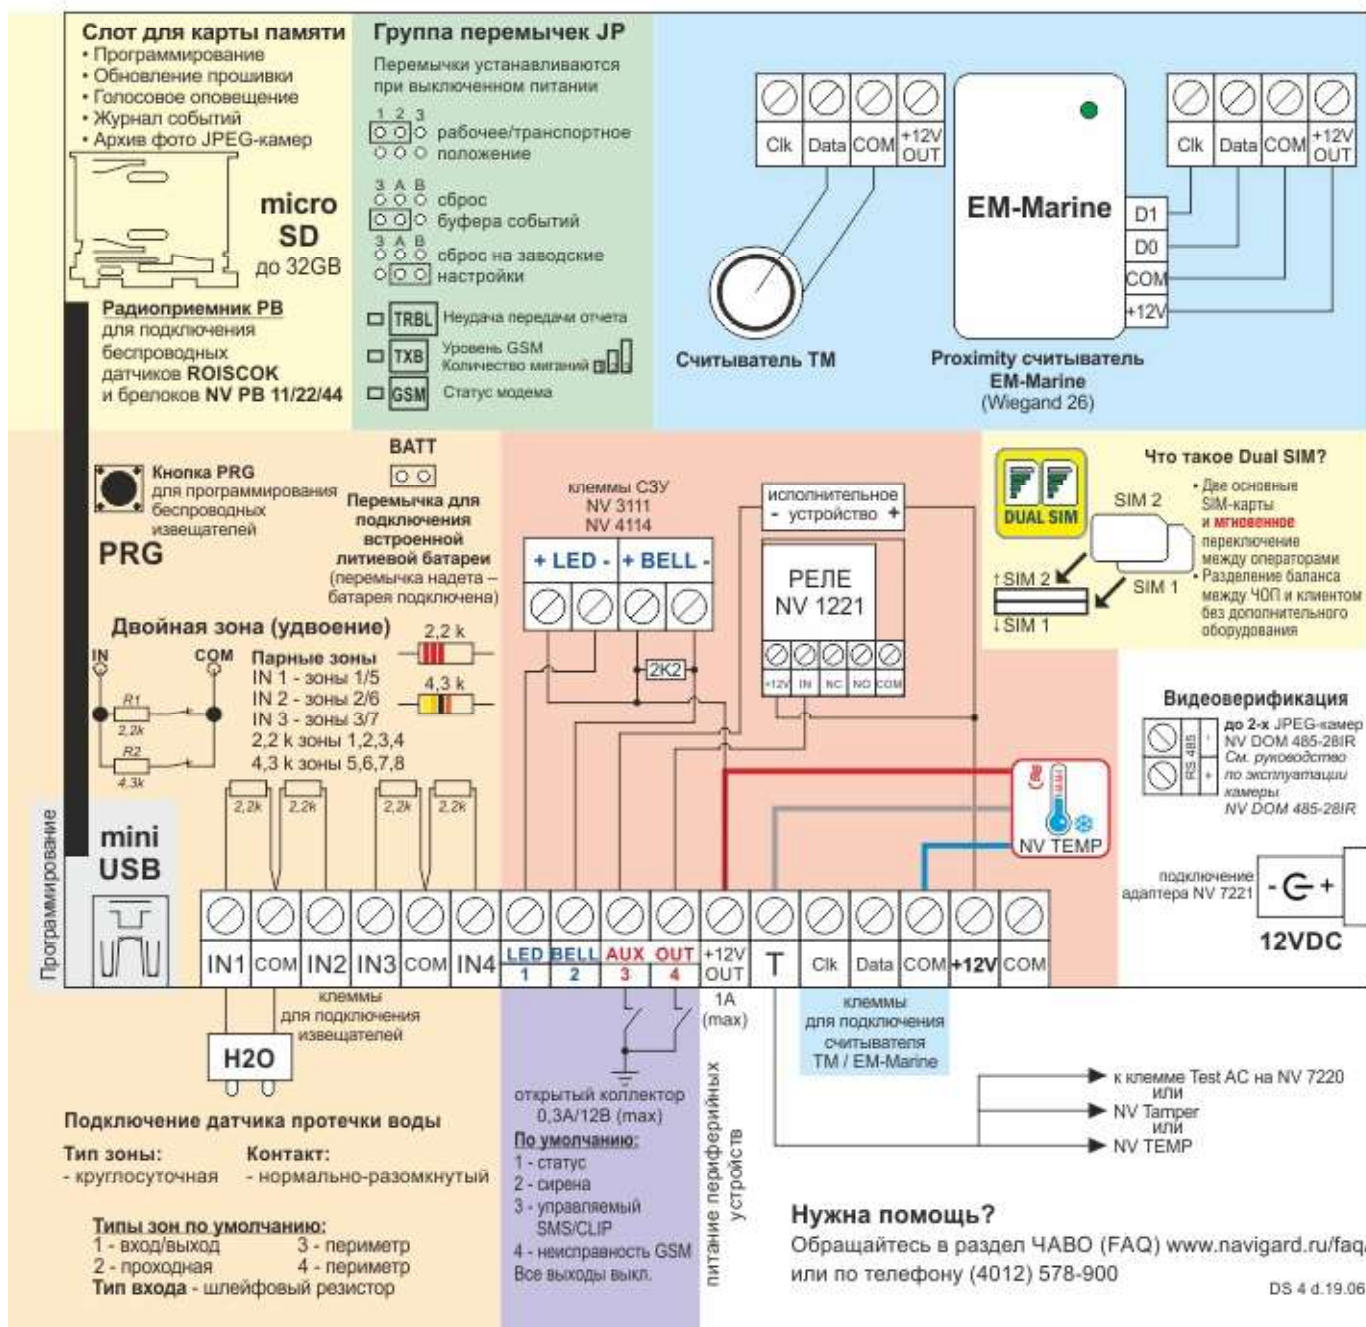 Слот для карты памяти
• Программирование
• Обновление прошивки
• Голосовое оповещение
• Журнал событий
• Архив фото JPEG-камер
micro
SD
до 32GB
Радиоприемник РВ
для подключения
беспроводных
датчиков ROISCOK
и брелоков NV PB 11/22/44
Группа перемычек JP
Перемычки устанавливаются
при выключенном питании
1 2 3
рабочее/транспортное
положение
3 A B
сброс
буфера событий
3 A B
сброс на заводские
настройки
TRBL Неудача передачи отчета
TXB Уровень GSM
Количество миганий
GSM Статус модема
Clk Data COM +12V
OUT
Считыватель ТМ
EM-Marine
D1
D0
COM
+12V
Clk Data COM +12V
OUT
Proximity считыватель
EM-Marine
(Wiegand 26)
Кнопка PRG
для программирования
беспроводных
извещателей
PRG
BATT
Перемычка для
подключения
встроенной
литиевой батареи
(перемычка надета –
батарея подключена)
Двойная зона (удвоение)
IN COM
R1
2,2k
R2
4.3k
Парные зоны
IN 1 - зоны 1/5
IN 2 - зоны 2/6
IN 3 - зоны 3/7
2,2 k зоны 1,2,3,4
4,3 k зоны 5,6,7,8
2,2 k
4,3 k
2,2k 2,2k 2,2k 2,2k
клеммы СЗУ
NV 3111
NV 4114
+ LED - + BELL -
2K2
исполнительное
- устройство +
РЕЛЕ
NV 1221
+12V IN NC NO COM
NV TEMP
DUAL SIM
Что такое Dual SIM?
SIM 2
SIM 1
↑SIM 2
↓SIM 1
• Две основные
SIM-карты
и мгновенное
переключение
между операторами
• Разделение баланса
между ЧОП и клиентом
без дополнительного
оборудования
Видеоверификация
RS 485
-
+
до 2-х JPEG-камер
NV DOM 485-28IR
См. руководство
по эксплуатации
камеры
NV DOM 485-28IR
подключение
адаптера NV 7221
- +
12VDC
Программирование
mini
USB
IN1 COM IN2 IN3 COM IN4 LED BELL AUX OUT +12V T Clk Data COM +12V COM
1 2 3 4 OUT
клеммы
для подключения
извещателей
H2O
Подключение датчика протечки воды
Тип зоны: Контакт:
- круглосуточная - нормально-разомкнутый
Типы зон по умолчанию:
1 - вход/выход 3 - периметр
2 - проходная 4 - периметр
Тип входа - шлейфовый резистор
открытый коллектор
0,3А/12В (max)
По умолчанию:
1 - статус
2 - сирена
3 - управляемый
SMS/CLIP
4 - неисправность GSM
Все выходы выкл.
1A
(max)
питание периферийных
устройств
клеммы
для подключения
считывателя
TM / EM-Marine
к клемме Test AC на NV 7220
или
NV Tamper
или
NV TEMP
Нужна помощь?
Обращайтесь в раздел ЧАВО (FAQ) www.navigard.ru/faq/
или по телефону (4012) 578-900
DS 4 d.19.06